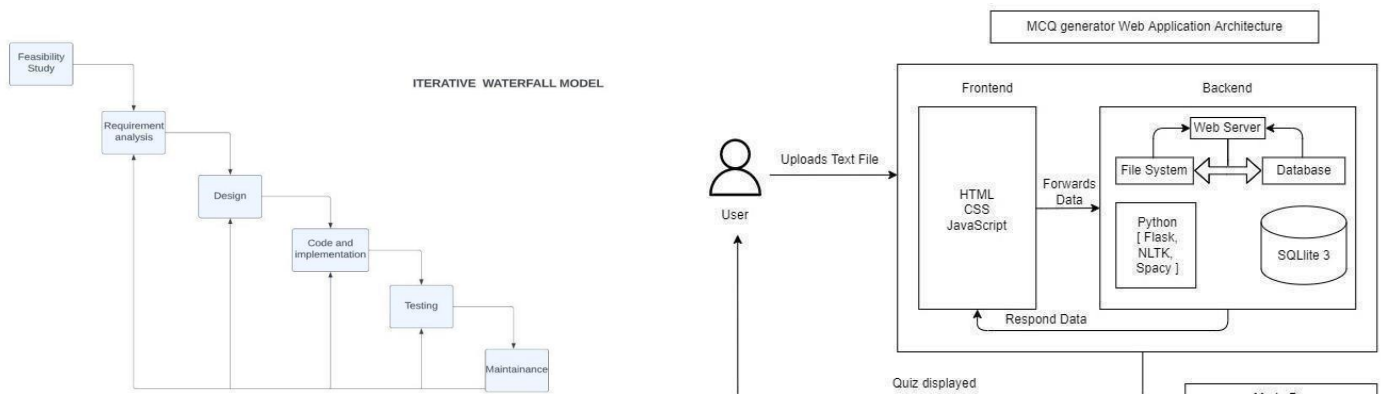 Feasibility
Study
ITERATIVE WATERFALL MODEL
Requirement
analysis
Design
Code and
implementation
Testing
Maintainance
MCQ generator Web Application Architecture
Frontend
Backend
Web Server
File System
Database
Uploads Text File
User
HTML
CSS
JavaScript
Forwards
Data
Python
[ Flask,
NLTK,
Spacy ]
SQLlite 3
Respond Data
Quiz displayed